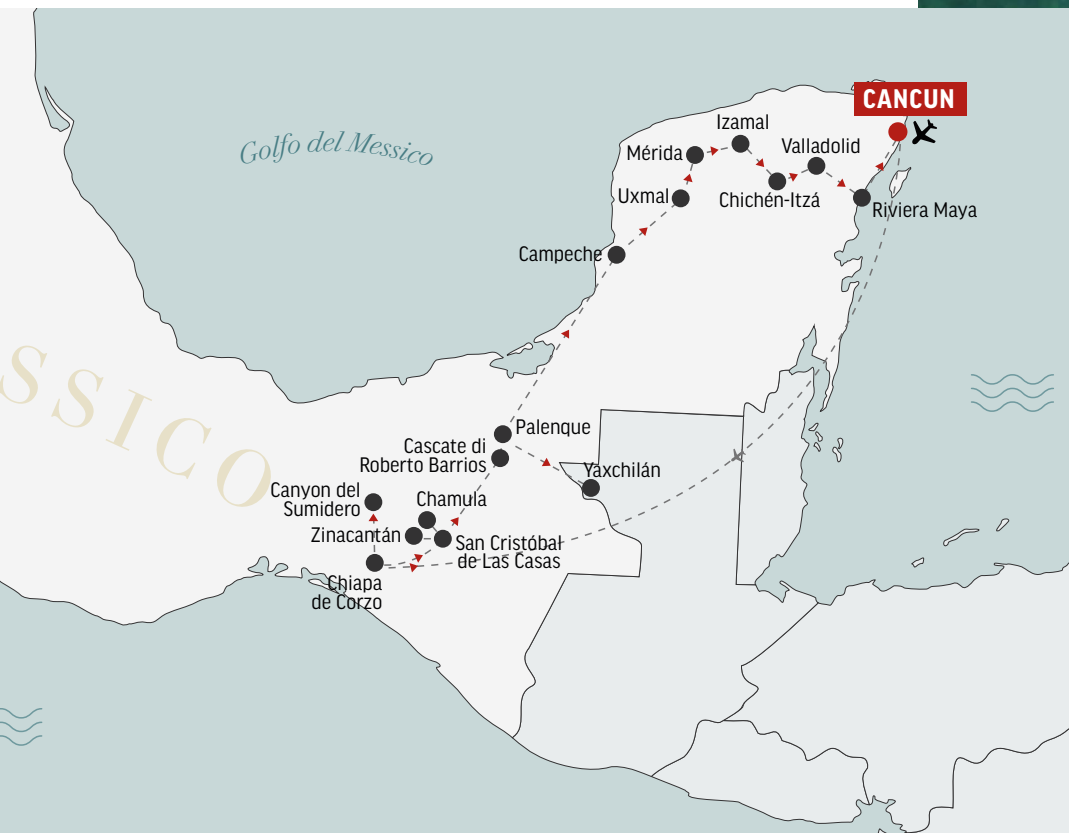 CANCUN
Golfo del Messico
Izamal
Mérida
Valladolid
Uxmal
Chichén-Itzá
Riviera Maya
Campeche
SSICO
Palenque
Cascate di
Roberto Barrios
Yaxchilán
Canyon del
Sumidero
Chamula
Zinacantán
San Cristóbal
de Las Casas
Chiapa
de Corzo